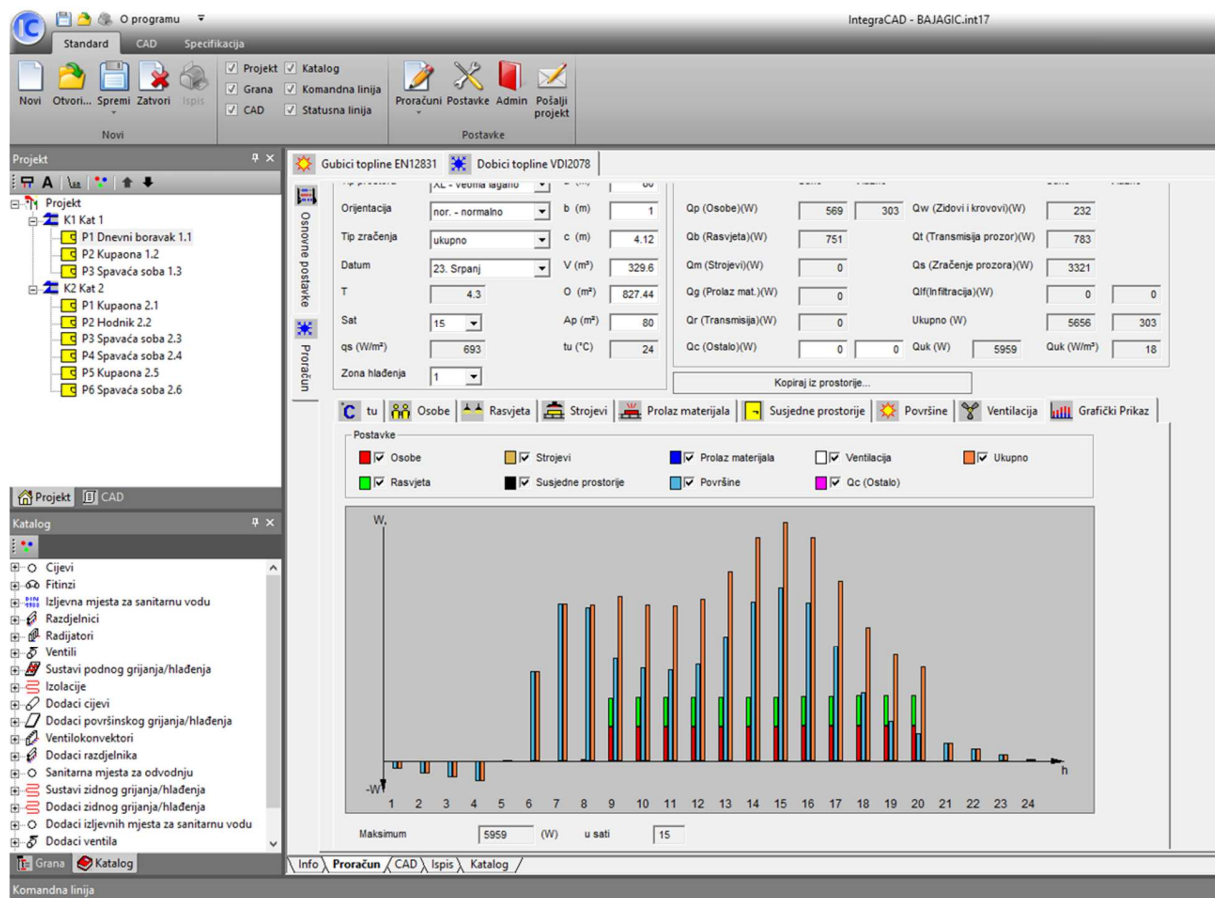 O programu
IntegraCAD - BAJAGIC.int17
Standard CAD Specifikacija
Novi Otvori... Spremi Zatvori Ispis
Projekt Katalog
Grana Komandna linija
CAD Statusna linija
Proračuni Postavke Admin Pošalji projekt
Novi Postavke
Projekt
Projekt
K1 Kat 1
P1 Dnevni boravak 1.1
P2 Kupaona 1.2
P3 Spavaća soba 1.3
K2 Kat 2
P1 Kupaona 2.1
P2 Hodnik 2.2
P3 Spavaća soba 2.3
P4 Spavaća soba 2.4
P5 Kupaona 2.5
P6 Spavaća soba 2.6
Projekt CAD
Katalog
Cijevi
Fitinzi
Izljevna mjesta za sanitarnu vodu
Razdjelnici
Radijatori
Ventili
Sustavi podnog grijanja/hlađenja
Izolacije
Dodaci cijevi
Dodaci površinskog grijanja/hlađenja
Ventilokonvektori
Dodaci razdjelnika
Sanitarna mjesta za odvodnju
Sustavi zidnog grijanja/hlađenja
Dodaci zidnog grijanja/hlađenja
Dodaci izljevnih mjesta za sanitarnu vodu
Dodaci ventila
Grana Katalog
Komandna linija
Gubici topline EN12831 Dobici topline VDI2078
Osnovne postavke
Proračun
XL - veoma lagano
Orijentacija nor. - normalno b (m) 1 Qp (Osobe)(W) 569 303 Qw (Zidovi i krovovi)(W) 232
Tip zračenja ukupno c (m) 4.12 Qb (Rasvjeta)(W) 751 Qt (Transmisija prozor)(W) 783
Datum 23. Srpanj V (m³) 329.6 Qm (Strojevi)(W) 0 Qs (Zračenje prozora)(W) 3321
T 4.3 O (m²) 827.44 Qg (Prolaz mat.)(W) 0 Qlf(Infiltracija)(W) 0 0
Sat 15 Ap (m²) 80 Qr (Transmisija)(W) 0 Ukupno (W) 5656 303
qs (W/m²) 693 tu (°C) 24 Qc (Ostalo)(W) 0 0 Quk (W) 5959 Quk (W/m²) 18
Zona hlađenja 1
Kopiraj iz prostorije...
°C tu Osobe Rasvjeta Strojevi Prolaz materijala Susjedne prostorije Površine Ventilacija Grafički Prikaz
Postavke
Osobe Strojevi Prolaz materijala Ventilacija Ukupno
Rasvjeta Susjedne prostorije Površine Qc (Ostalo)
W,
h
-W
1 2 3 4 5 6 7 8 9 10 11 12 13 14 15 16 17 18 19 20 21 22 23 24
Maksimum 5959 (W) u sati 15
Info Proračun CAD Ispis Katalog